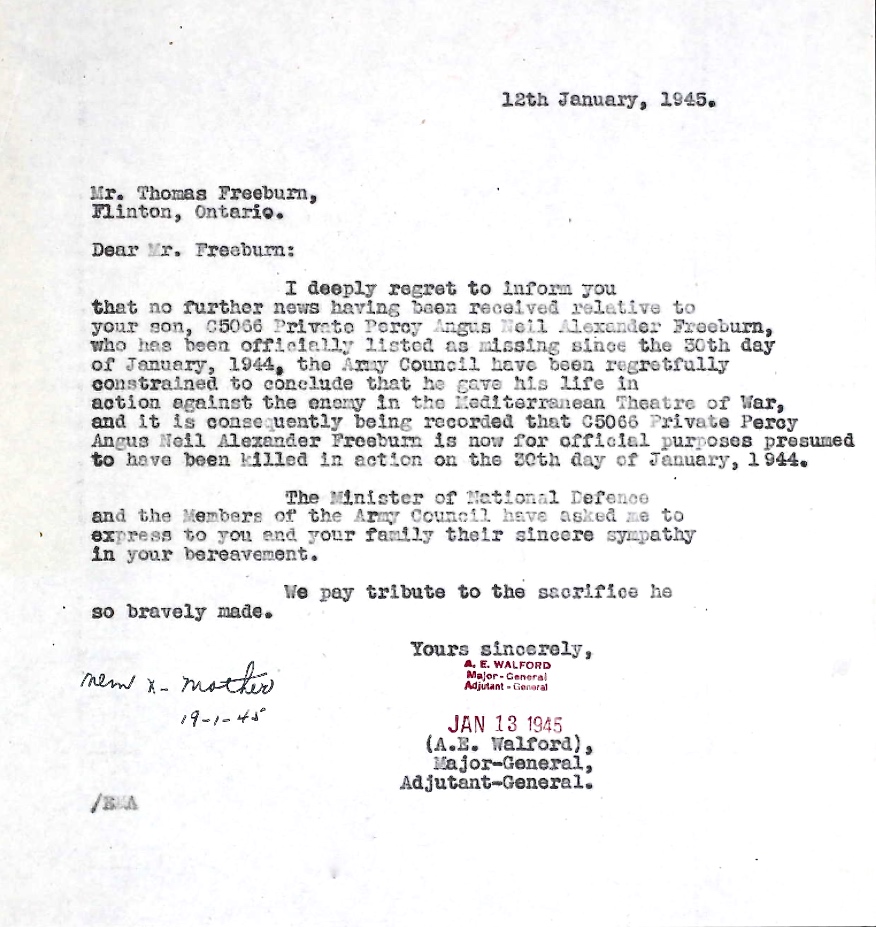 12th January, 1945.
Mr. Thomas Freeburn,
Flinton, Ontario.
Dear Mr. Freeburn:
I deeply regret to inform you
that no further news having been received relative to
your son, C5066 Private Percy Angus Neil Alexander Freeburn,
who has been officially listed as missing since the 30th day
of January, 1944, the Army Council have been regretfully
constrained to conclude that he gave his life in
action against the enemy in the Mediterranean Theatre of War,
and it is consequently being recorded that C5066 Private Percy
Angus Neil Alexander Freeburn is now for official purposes presumed
to have been killed in action on the 30th day of January, 1944.
The Minister of National Defence
and the Members of the Army Council have asked me to
express to you and your family their sincere sympathy
in your bereavement.
We pay tribute to the sacrifice he
so bravely made.
Yours sincerely,
A. E. WALFORD
Major-General
Adjutant-General
mem x - mother
19-1-45
JAN 13 1945
(A.E. Walford),
Major-General,
Adjutant-General.